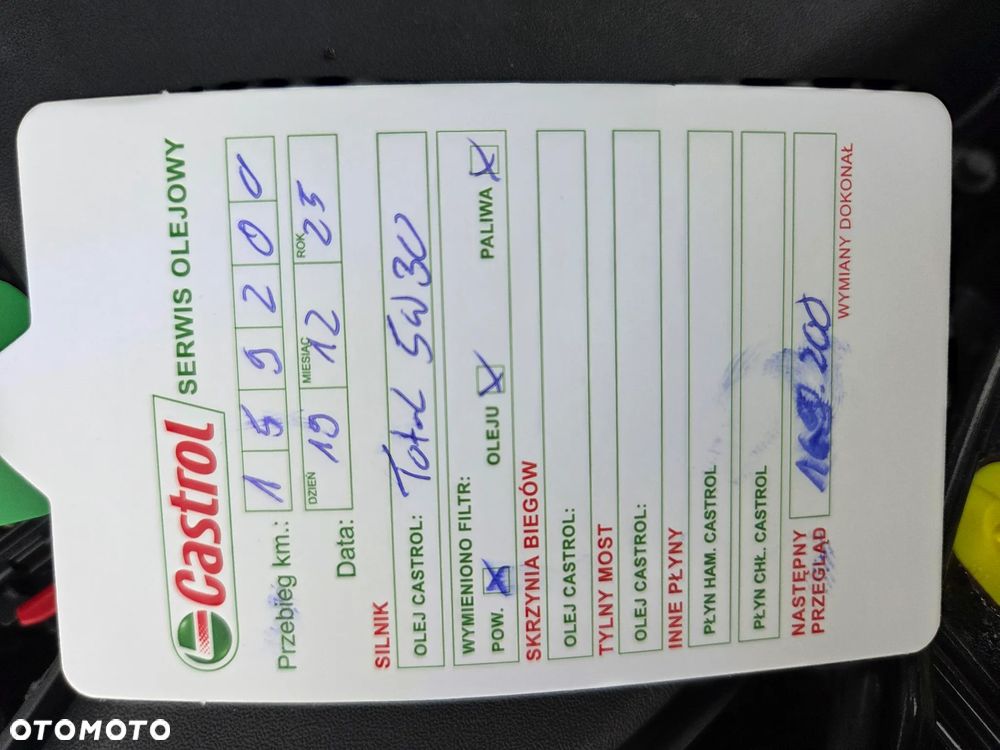 Castrol SERWIS OLEJOWY
Przebieg km.: 1 5 9 2 0 0
Data: DZIEŃ 19 MIESIĄC 12 ROK 23
SILNIK
OLEJ CASTROL: Total 5W30
WYMIENIONO FILTR:
POW. OLEJU PALIWA
SKRZYNIA BIEGÓW
OLEJ CASTROL:
TYLNY MOST
OLEJ CASTROL:
INNE PŁYNY
PŁYN HAM. CASTROL
PŁYN CHŁ. CASTROL
NASTĘPNY
PRZEGLĄD
WYMIANY DOKONAŁ
OTOMOTO